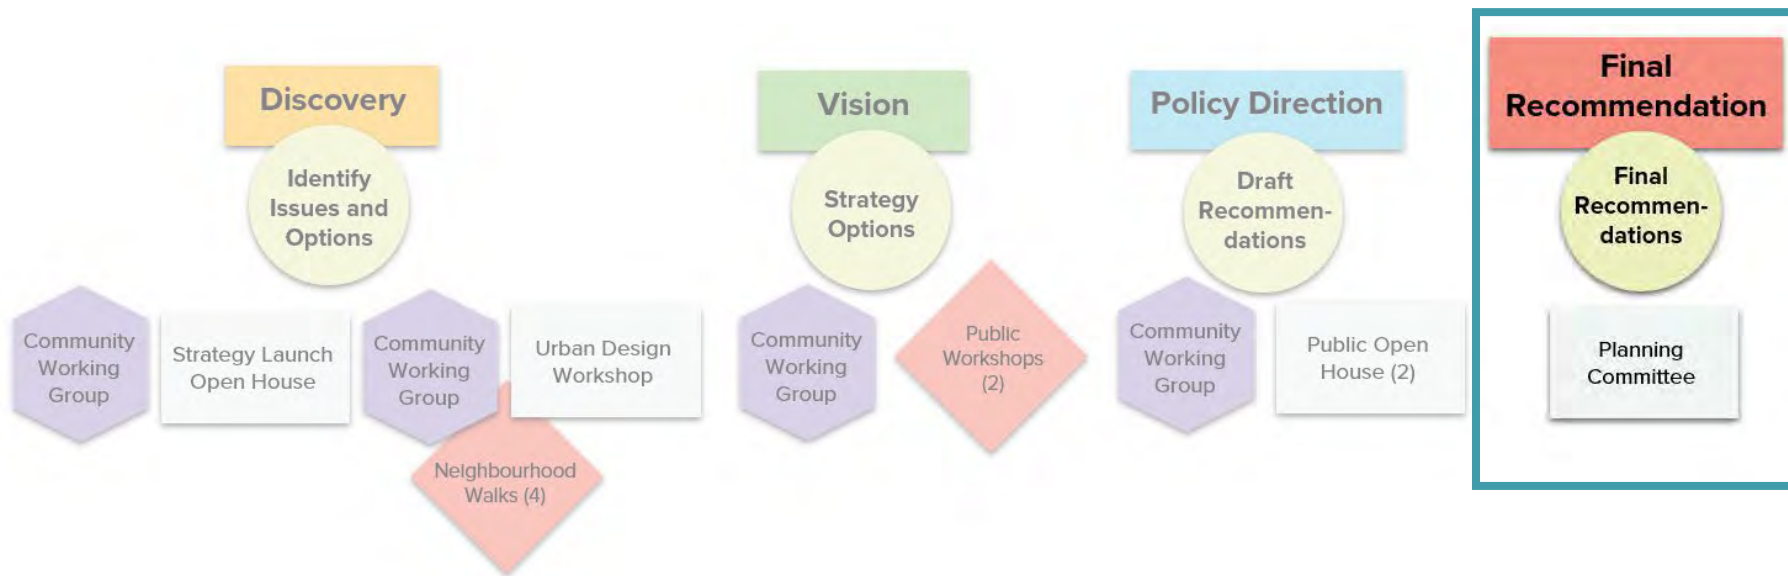 Discovery
Identify
Issues and
Options
Community
Working
Group
Strategy Launch
Open House
Community
Working
Group
Urban Design
Workshop
Neighbourhood
Walks (4)
Vision
Strategy
Options
Community
Working
Group
Public
Workshops
(2)
Policy Direction
Draft
Recommen-
dations
Community
Working
Group
Public Open
House (2)
Final
Recommendation
Final
Recommen-
dations
Planning
Committee